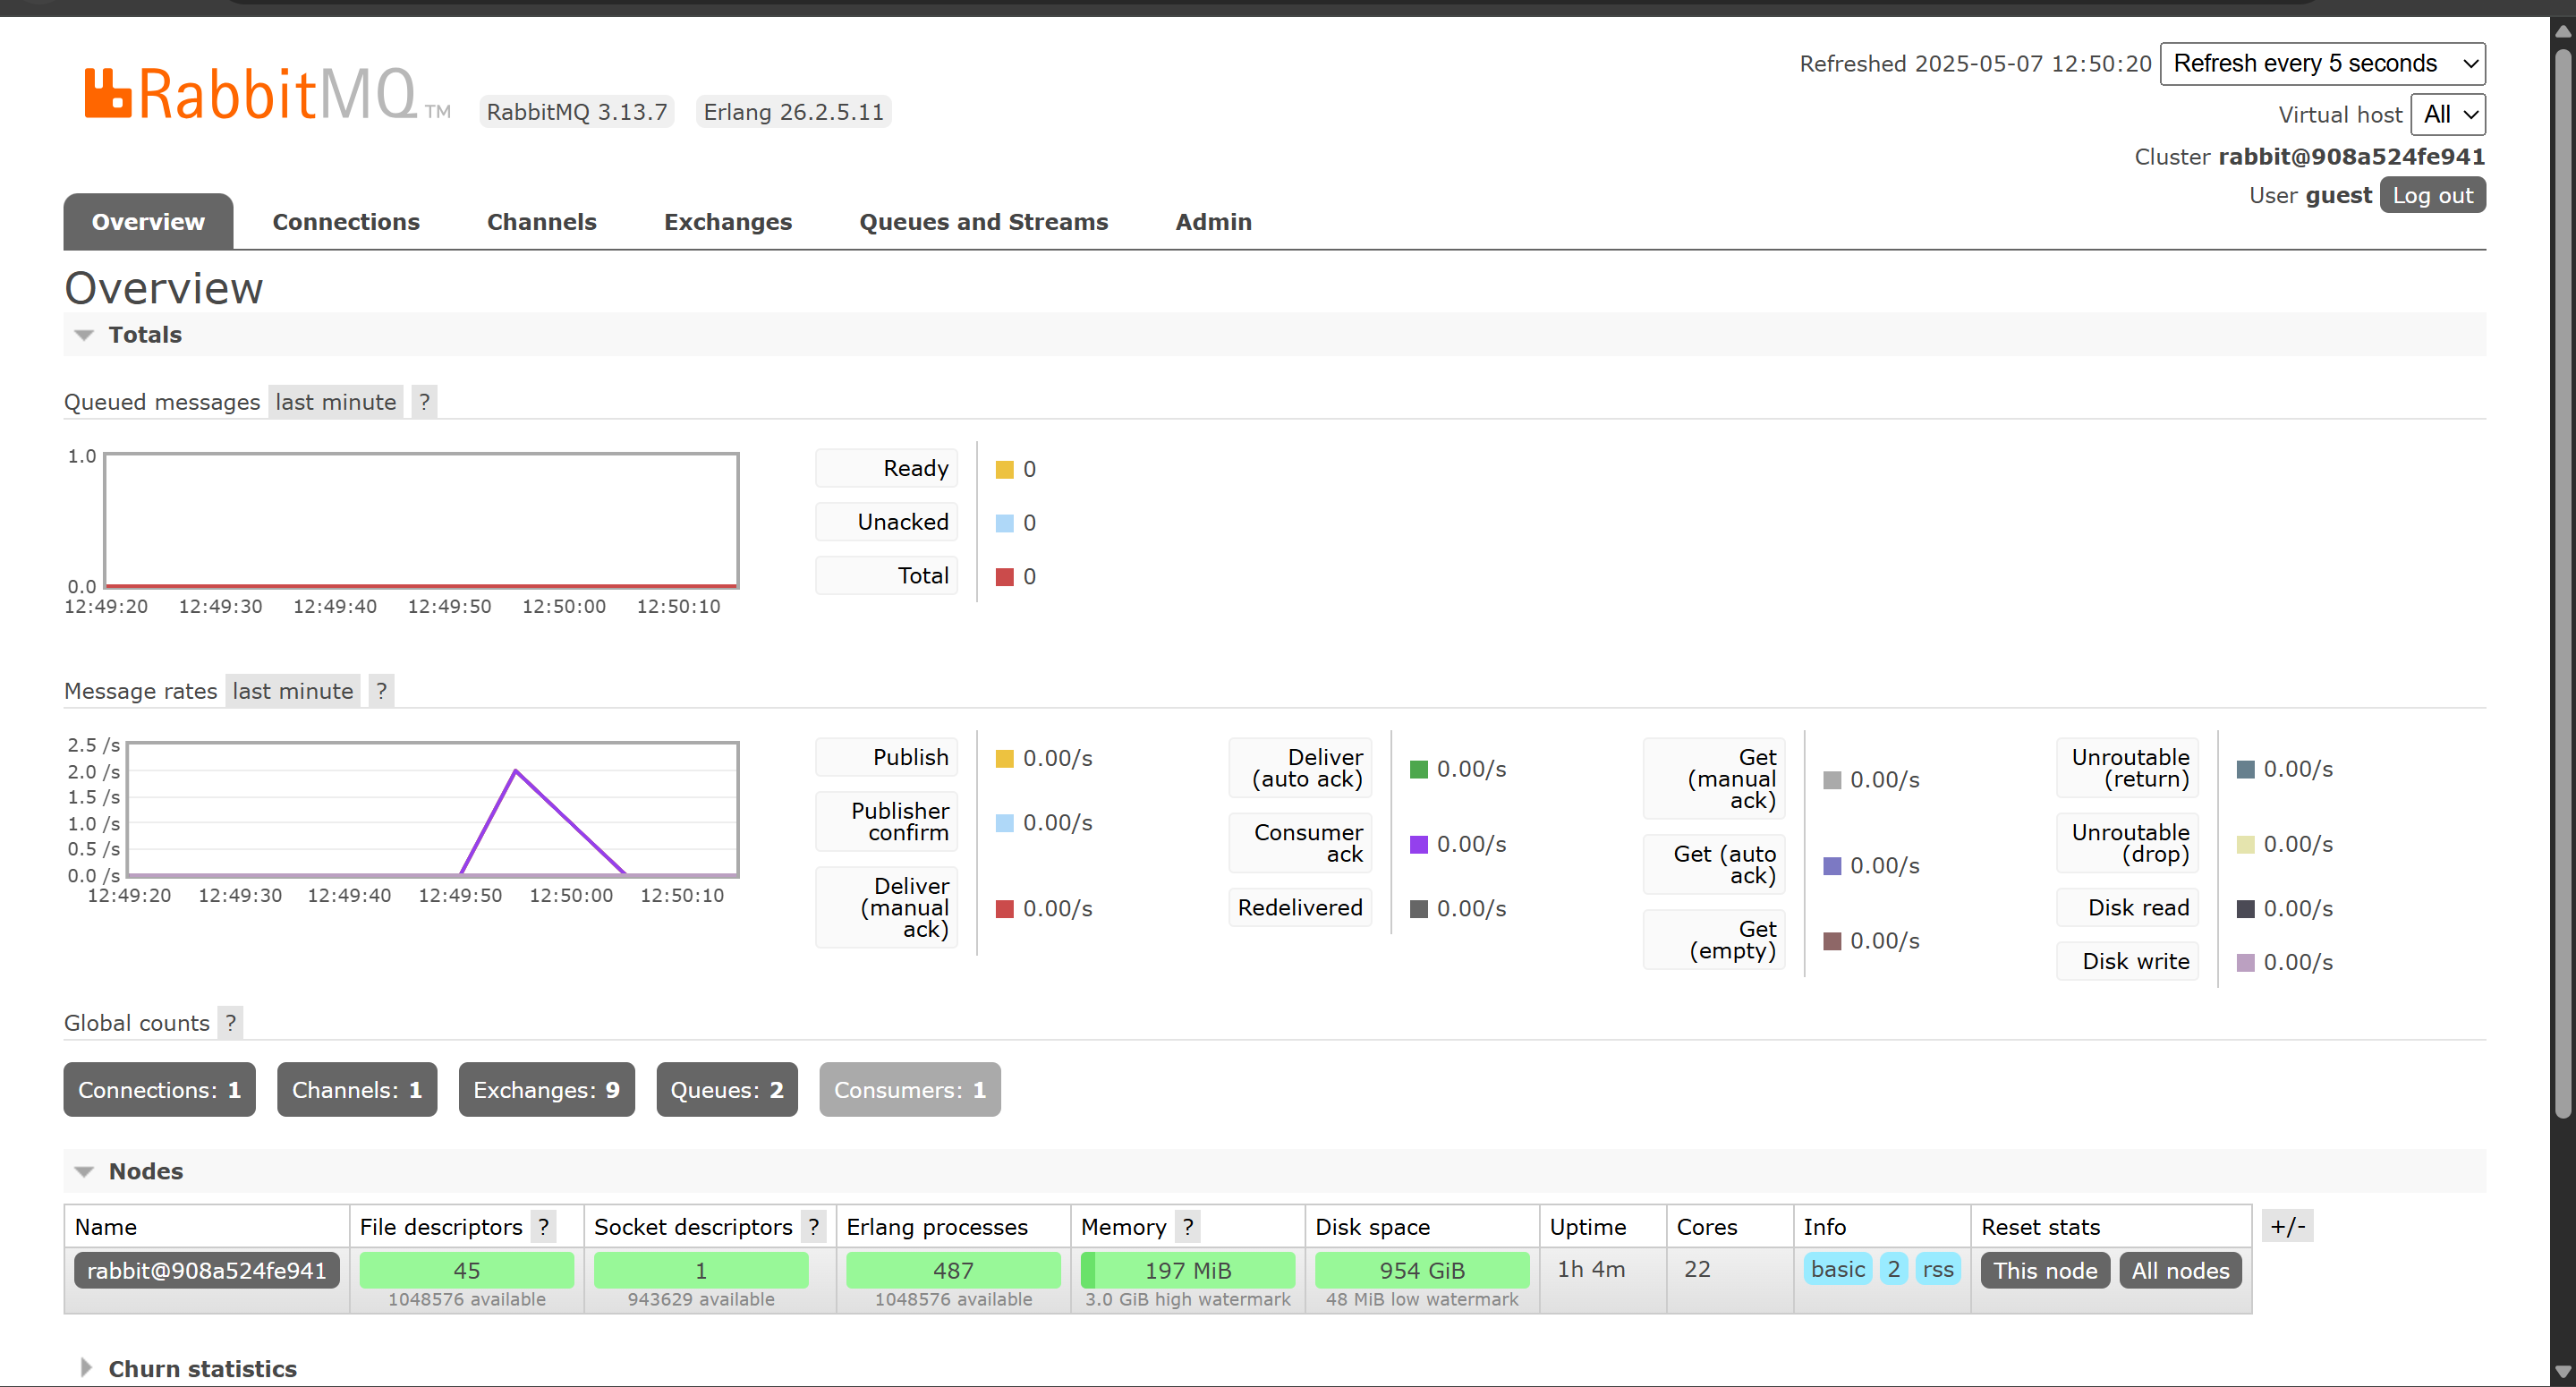 RabbitMQ TM RabbitMQ 3.13.7 Erlang 26.2.5.11
Refreshed 2025-05-07 12:50:20 Refresh every 5 seconds
Virtual host All
Cluster rabbit@908a524fe941
User guest Log out
Overview Connections Channels Exchanges Queues and Streams Admin
Overview
Totals
Queued messages last minute ?
1.0
0.0
12:49:20 12:49:30 12:49:40 12:49:50 12:50:00 12:50:10
Ready 0
Unacked 0
Total 0
Message rates last minute ?
2.5 /s
2.0 /s
1.5 /s
1.0 /s
0.5 /s
0.0 /s
12:49:20 12:49:30 12:49:40 12:49:50 12:50:00 12:50:10
Publish 0.00/s
Publisher
confirm 0.00/s
Deliver
(manual 0.00/s
ack)
Deliver
(auto ack) 0.00/s
Consumer
ack 0.00/s
Redelivered 0.00/s
Get
(manual 0.00/s
ack)
Get (auto
ack) 0.00/s
Get
(empty) 0.00/s
Unroutable
(return) 0.00/s
Unroutable
(drop) 0.00/s
Disk read 0.00/s
Disk write 0.00/s
Global counts ?
Connections: 1 Channels: 1 Exchanges: 9 Queues: 2 Consumers: 1
Nodes
Name File descriptors ? Socket descriptors ? Erlang processes Memory ? Disk space Uptime Cores Info Reset stats +/-
rabbit@908a524fe941 45 1 487 197 MiB 954 GiB 1h 4m 22 basic 2 rss This node All nodes
1048576 available 943629 available 1048576 available 3.0 GiB high watermark 48 MiB low watermark
Churn statistics